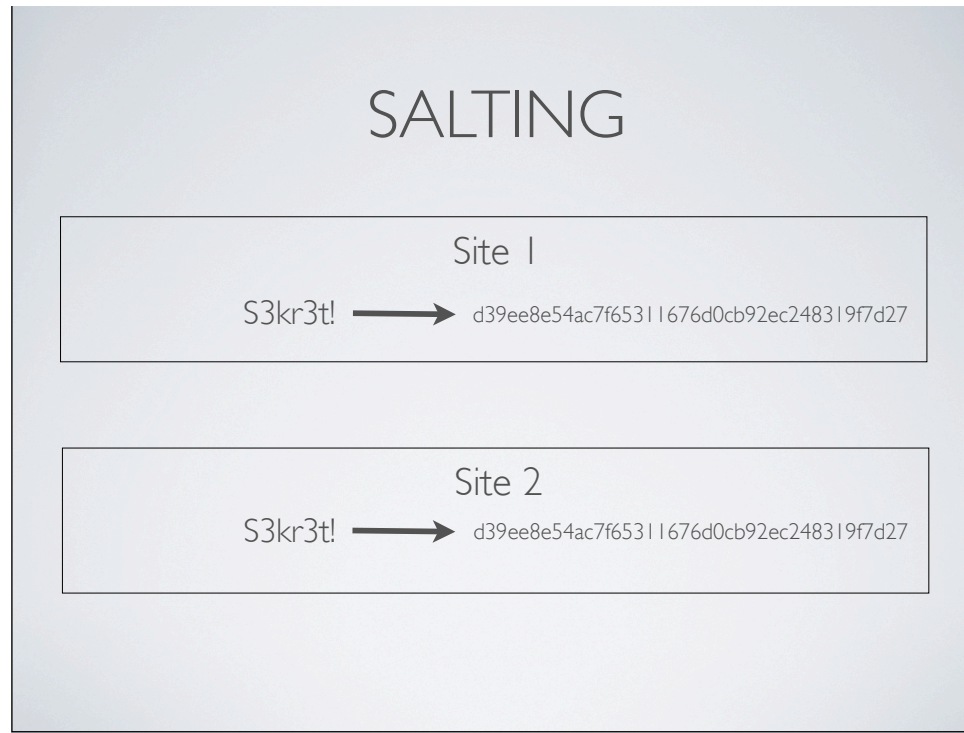 SALTING
Site 1
S3kr3t! d39ee8e54ac7f65311676d0cb92ec248319f7d27
Site 2
S3kr3t! d39ee8e54ac7f65311676d0cb92ec248319f7d27